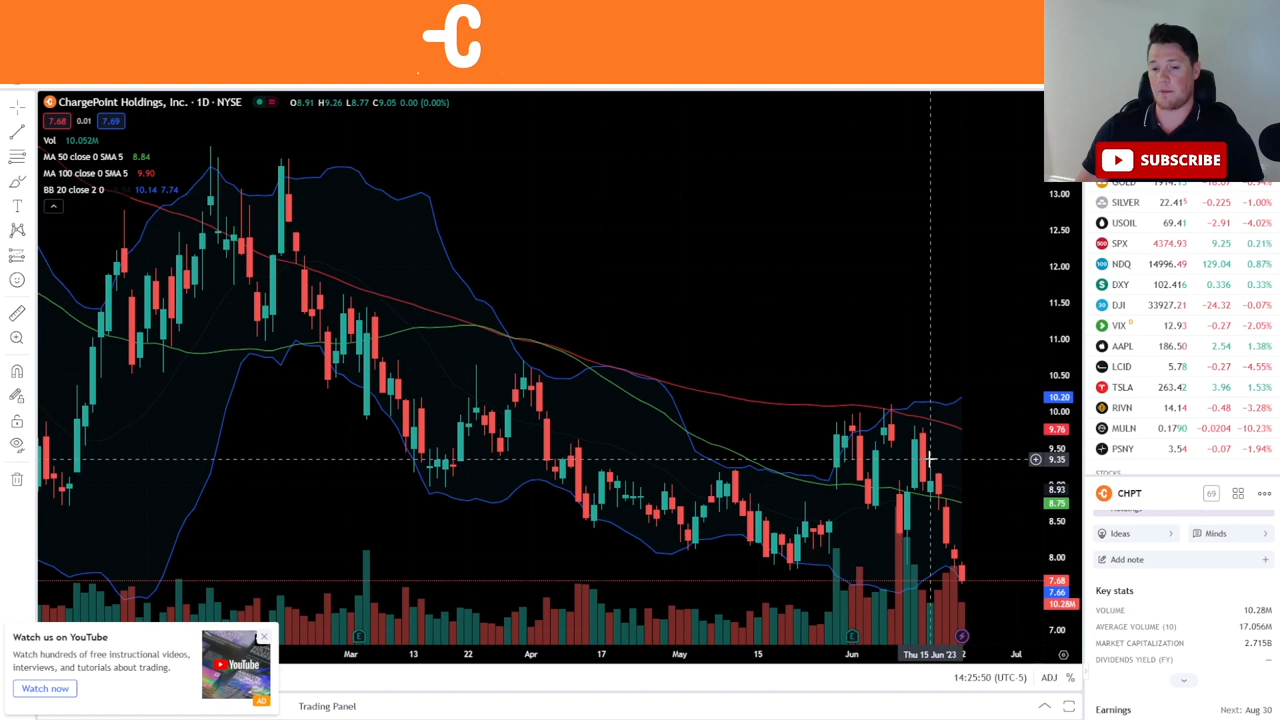 ChargePoint Holdings, Inc. · 1D · NYSE O8.91 H9.26 L8.77 C9.05 0.00 (0.00%)
7.68 0.01 7.69
Vol 10.052M
MA 50 close 0 SMA 5 8.84
MA 100 close 0 SMA 5 9.90
BB 20 close 2 0 10.14 7.74
13.00
12.50
12.00
11.50
11.00
10.50
10.20
10.00
9.76
9.50
9.35
8.93
8.75
8.50
8.00
7.68
7.66
10.28M
7.00
E
E
Mar 13 22 Apr 17 May 15 Jun Thu 15 Jun '23 2 Jul
14:25:50 (UTC-5) ADJ %
Trading Panel
Watch us on YouTube
Watch hundreds of free instructional videos,
interviews, and tutorials about trading.
Watch now
YouTube
AD
SUBSCRIBE
SILVER 22.415 -0.225 -1.00%
USOIL 69.41 -2.91 -4.02%
SPX 4374.93 9.25 0.21%
NDQ 14996.49 129.04 0.87%
DXY 102.416 0.336 0.33%
DJI 33927.21 -24.32 -0.07%
VIX D 12.93 -0.27 -2.05%
AAPL 186.50 2.54 1.38%
LCID 5.78 -0.27 -4.55%
TSLA 263.42 3.96 1.53%
RIVN 14.14 -0.48 -3.28%
MULN 0.1790 -0.0204 -10.23%
PSNY 3.54 -0.07 -1.94%
CHPT 69
Ideas Minds
Add note
Key stats
VOLUME 10.28M
AVERAGE VOLUME (10) 17.056M
MARKET CAPITALIZATION 2.715B
DIVIDENDS YIELD (FY) —
Earnings Next: Aug 30